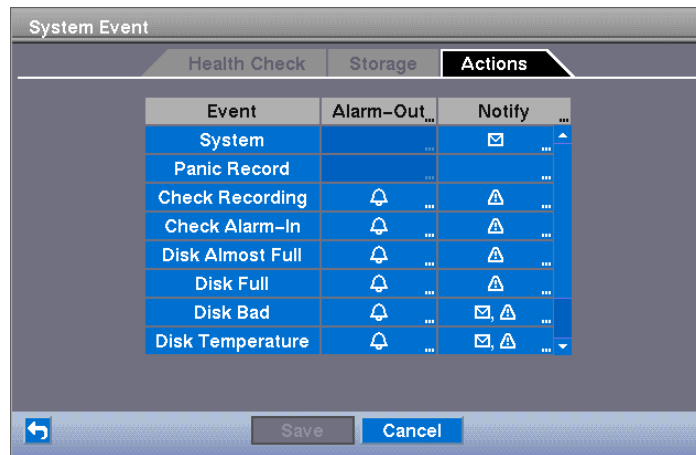 System Event
Health Check Storage Actions
Event Alarm-Out... Notify ...
System ... ...
Panic Record ... ...
Check Recording ... ...
Check Alarm-In ... ...
Disk Almost Full ... ...
Disk Full ... ...
Disk Bad ... , ...
Disk Temperature ... , ...
Save Cancel